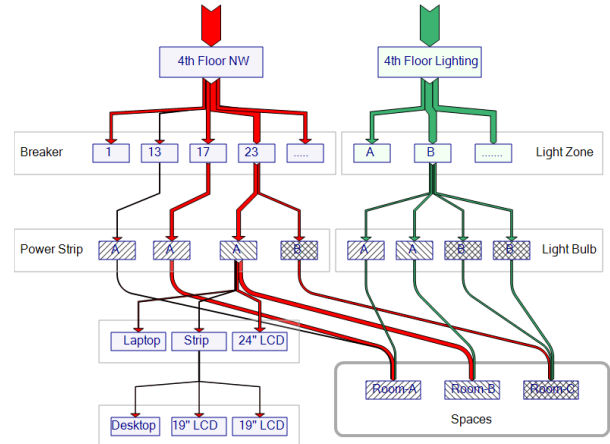 4th Floor NW
4th Floor Lighting
Breaker
1
13
17
23
.....
A
B
.......
Light Zone
Power Strip
A
A
A
B
A
A
B
B
Light Bulb
Laptop
Strip
24" LCD
Room-A
Room-B
Room-C
Spaces
Desktop
19" LCD
19" LCD